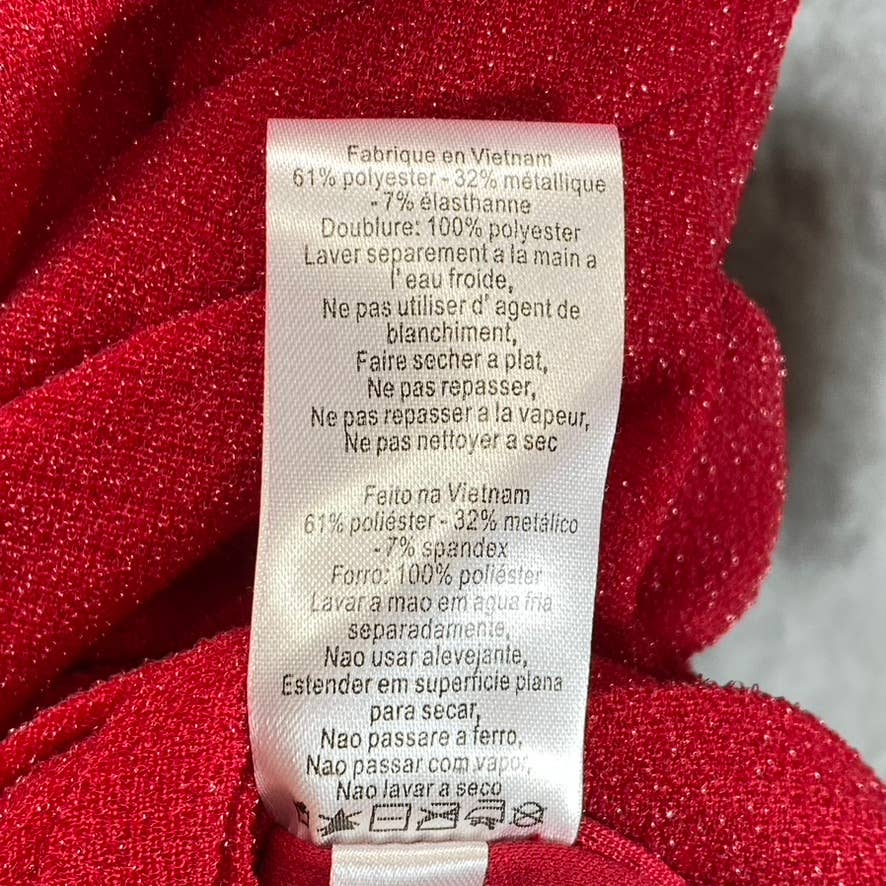 Fabrique en Vietnam
61% polyester - 32% métallique
- 7% élasthanne
Doublure: 100% polyester
Laver separement a la main a
l' eau froide,
Ne pas utiliser d' agent de
blanchiment,
Faire secher a plat,
Ne pas repasser,
Ne pas repasser a la vapeur,
Ne pas nettoyer a sec
Feito na Vietnam
61% poliéster - 32% metálico
- 7% spandex
Forro: 100% poliéster
Lavar a mao em agua fria
separadamente,
Nao usar alevejante,
Estender em superficie plana
para secar,
Nao passare a ferro,
Nao passar com vapor,
Nao lavar a seco